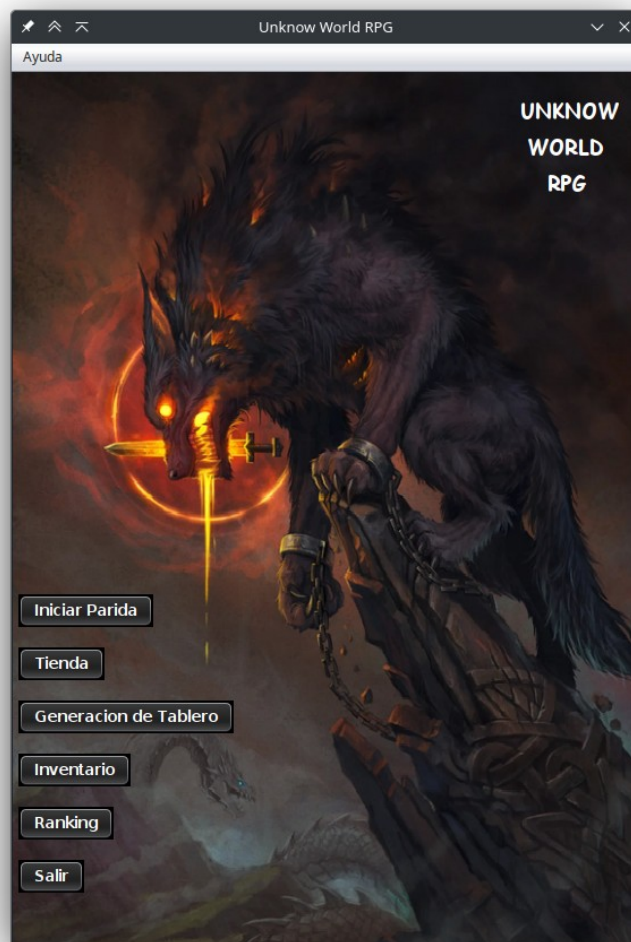 Unknow World RPG
Ayuda
UNKNOW
WORLD
RPG
Iniciar Parida
Tienda
Generacion de Tablero
Inventario
Ranking
Salir